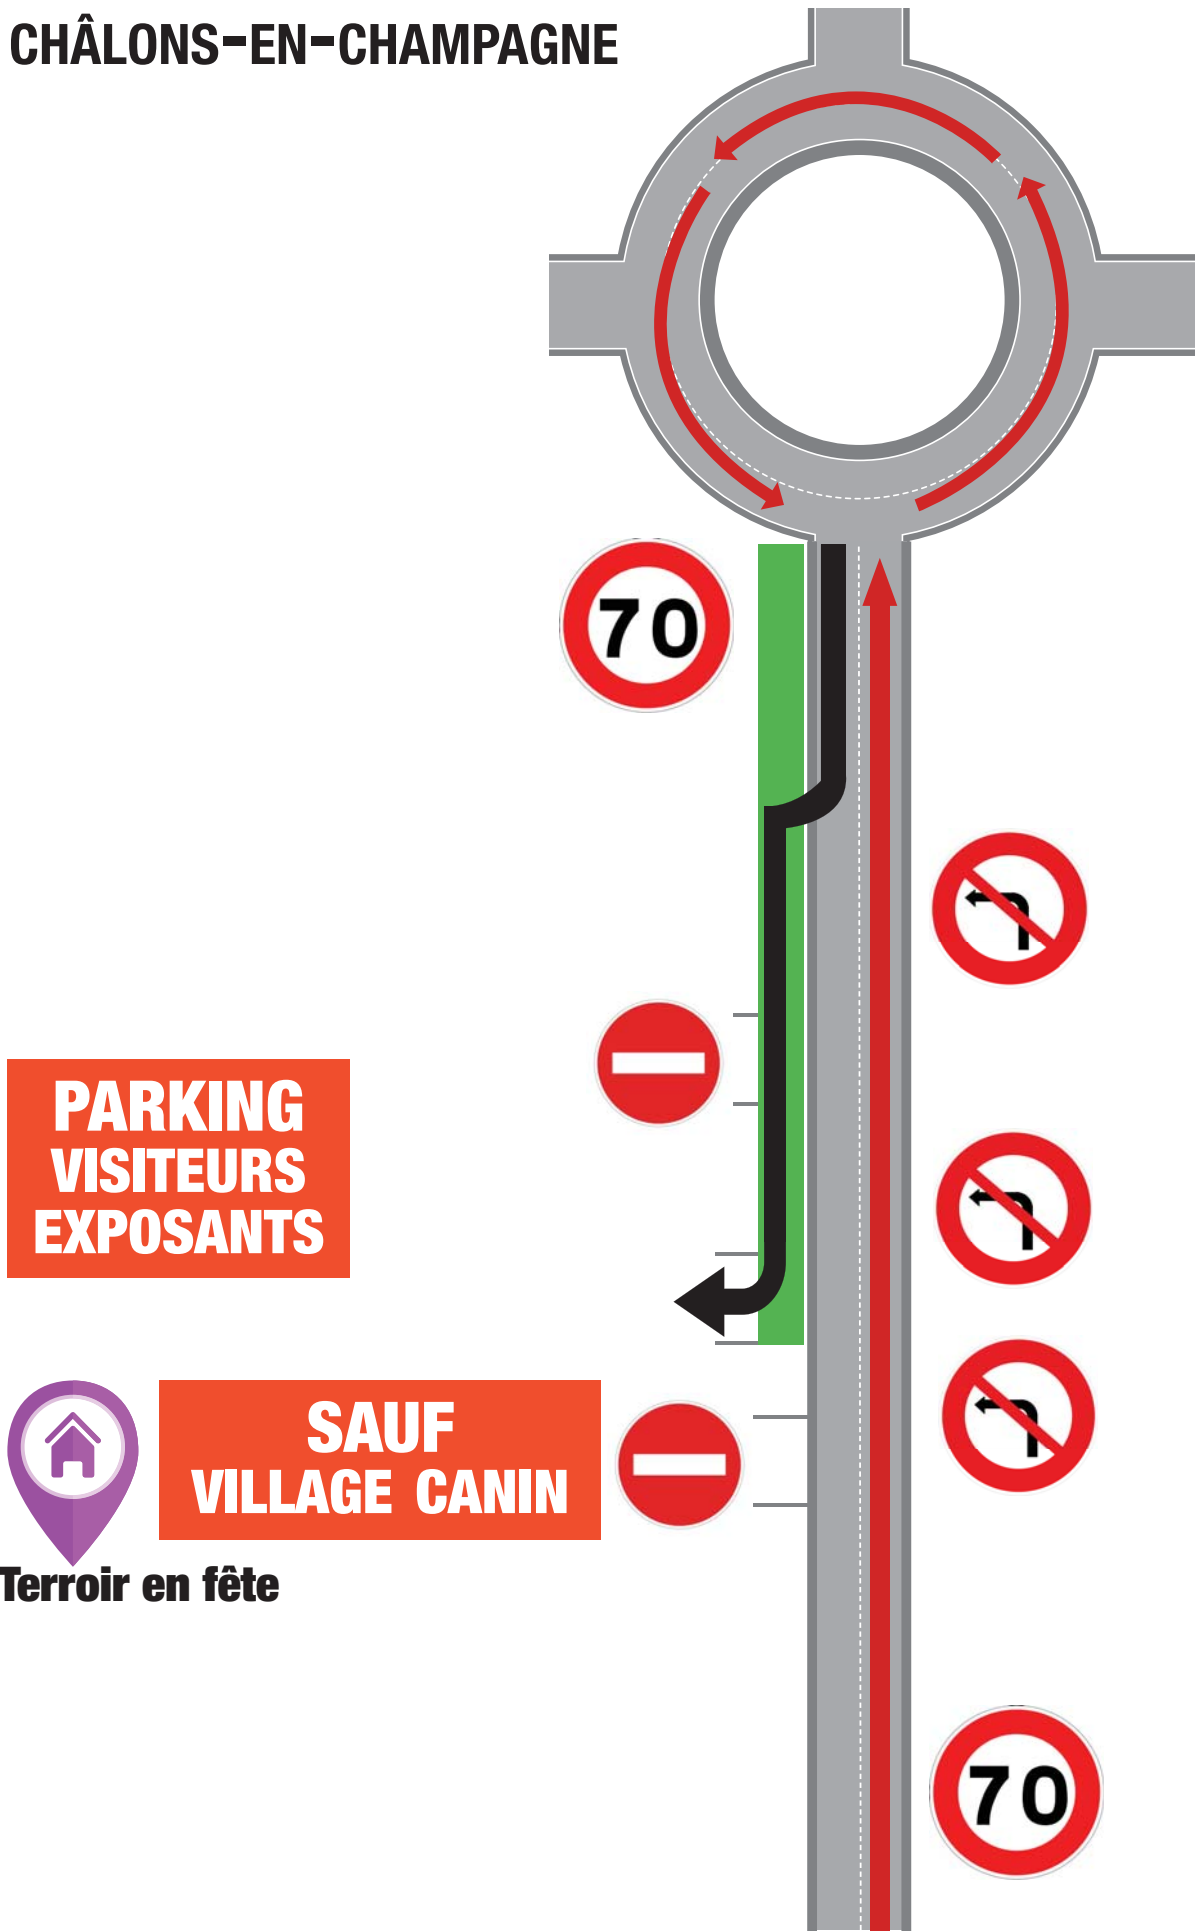 CHÂLONS-EN-CHAMPAGNE
70
PARKING
VISITEURS
EXPOSANTS
SAUF
VILLAGE CANIN
Terroir en fête
70